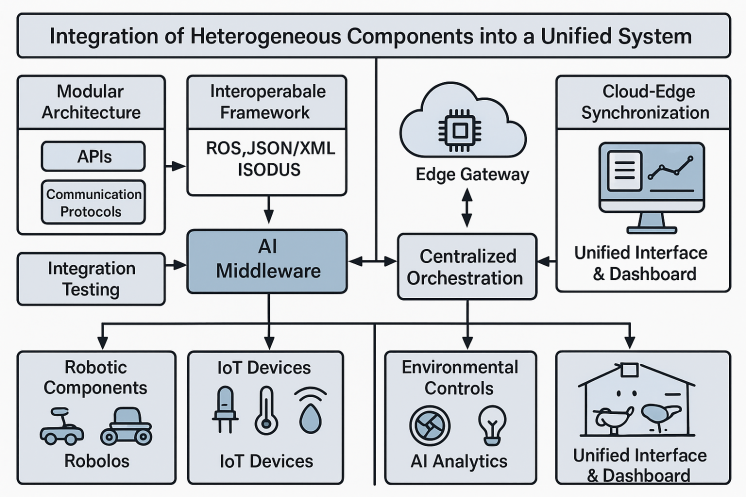 Integration of Heterogeneous Components into a Unified System
Modular
Architecture
APIs
Communication
Protocols
Interoperabale
Framework
ROS,JSON/XML
ISODUS
Edge Gateway
Cloud-Edge
Synchronization
Unified Interface
& Dashboard
Integration
Testing
AI
Middleware
Centralized
Orchestration
Robotic
Components
Robolos
IoT Devices
IoT Devices
Environmental
Controls
AI Analytics
Unified Interface
& Dashboard